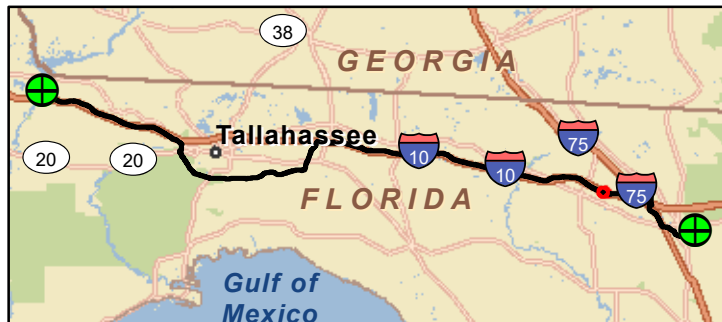 38
GEORGIA
Tallahassee
75
10
20
20
10
FLORIDA
75
Gulf of
Mexico